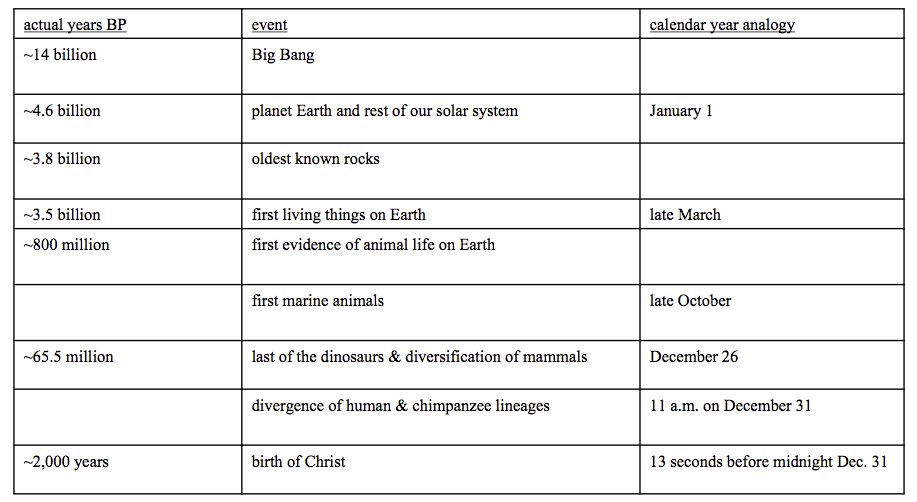 actual years BP event calendar year analogy
~14 billion Big Bang
~4.6 billion planet Earth and rest of our solar system January 1
~3.8 billion oldest known rocks
~3.5 billion first living things on Earth late March
~800 million first evidence of animal life on Earth
first marine animals late October
~65.5 million last of the dinosaurs & diversification of mammals December 26
divergence of human & chimpanzee lineages 11 a.m. on December 31
~2,000 years birth of Christ 13 seconds before midnight Dec. 31